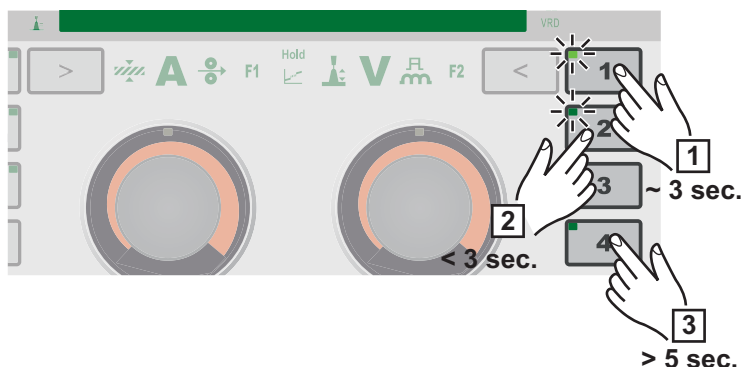 VRD
> A F1 Hold V F2 < 1
2
1
3 ~ 3 sec.
2
< 3 sec.
4
3
> 5 sec.